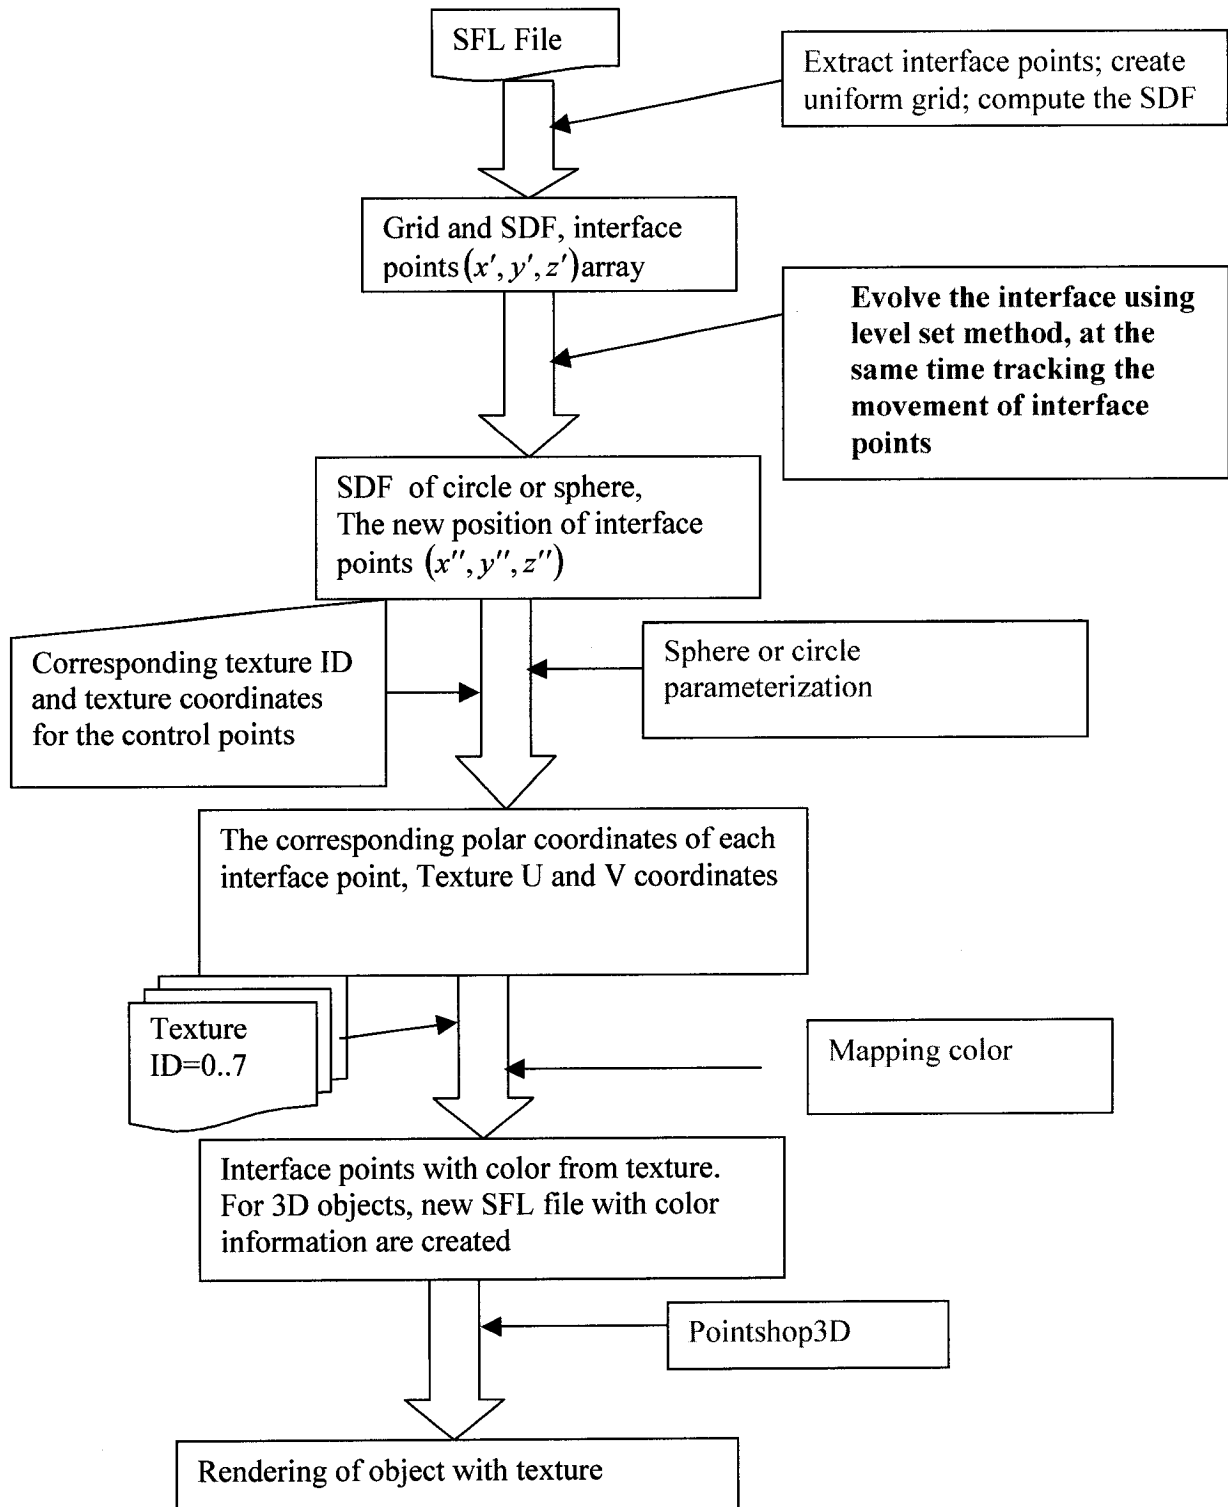 SFL File
Extract interface points; create
uniform grid; compute the SDF
Grid and SDF, interface
points(x′, y′, z′)array
Evolve the interface using
level set method, at the
same time tracking the
movement of interface
points
SDF of circle or sphere,
The new position of interface
points (x″, y″, z″)
Corresponding texture ID
and texture coordinates
for the control points
Sphere or circle
parameterization
The corresponding polar coordinates of each
interface point, Texture U and V coordinates
Texture
ID=0..7
Mapping color
Interface points with color from texture.
For 3D objects, new SFL file with color
information are created
Pointshop3D
Rendering of object with texture